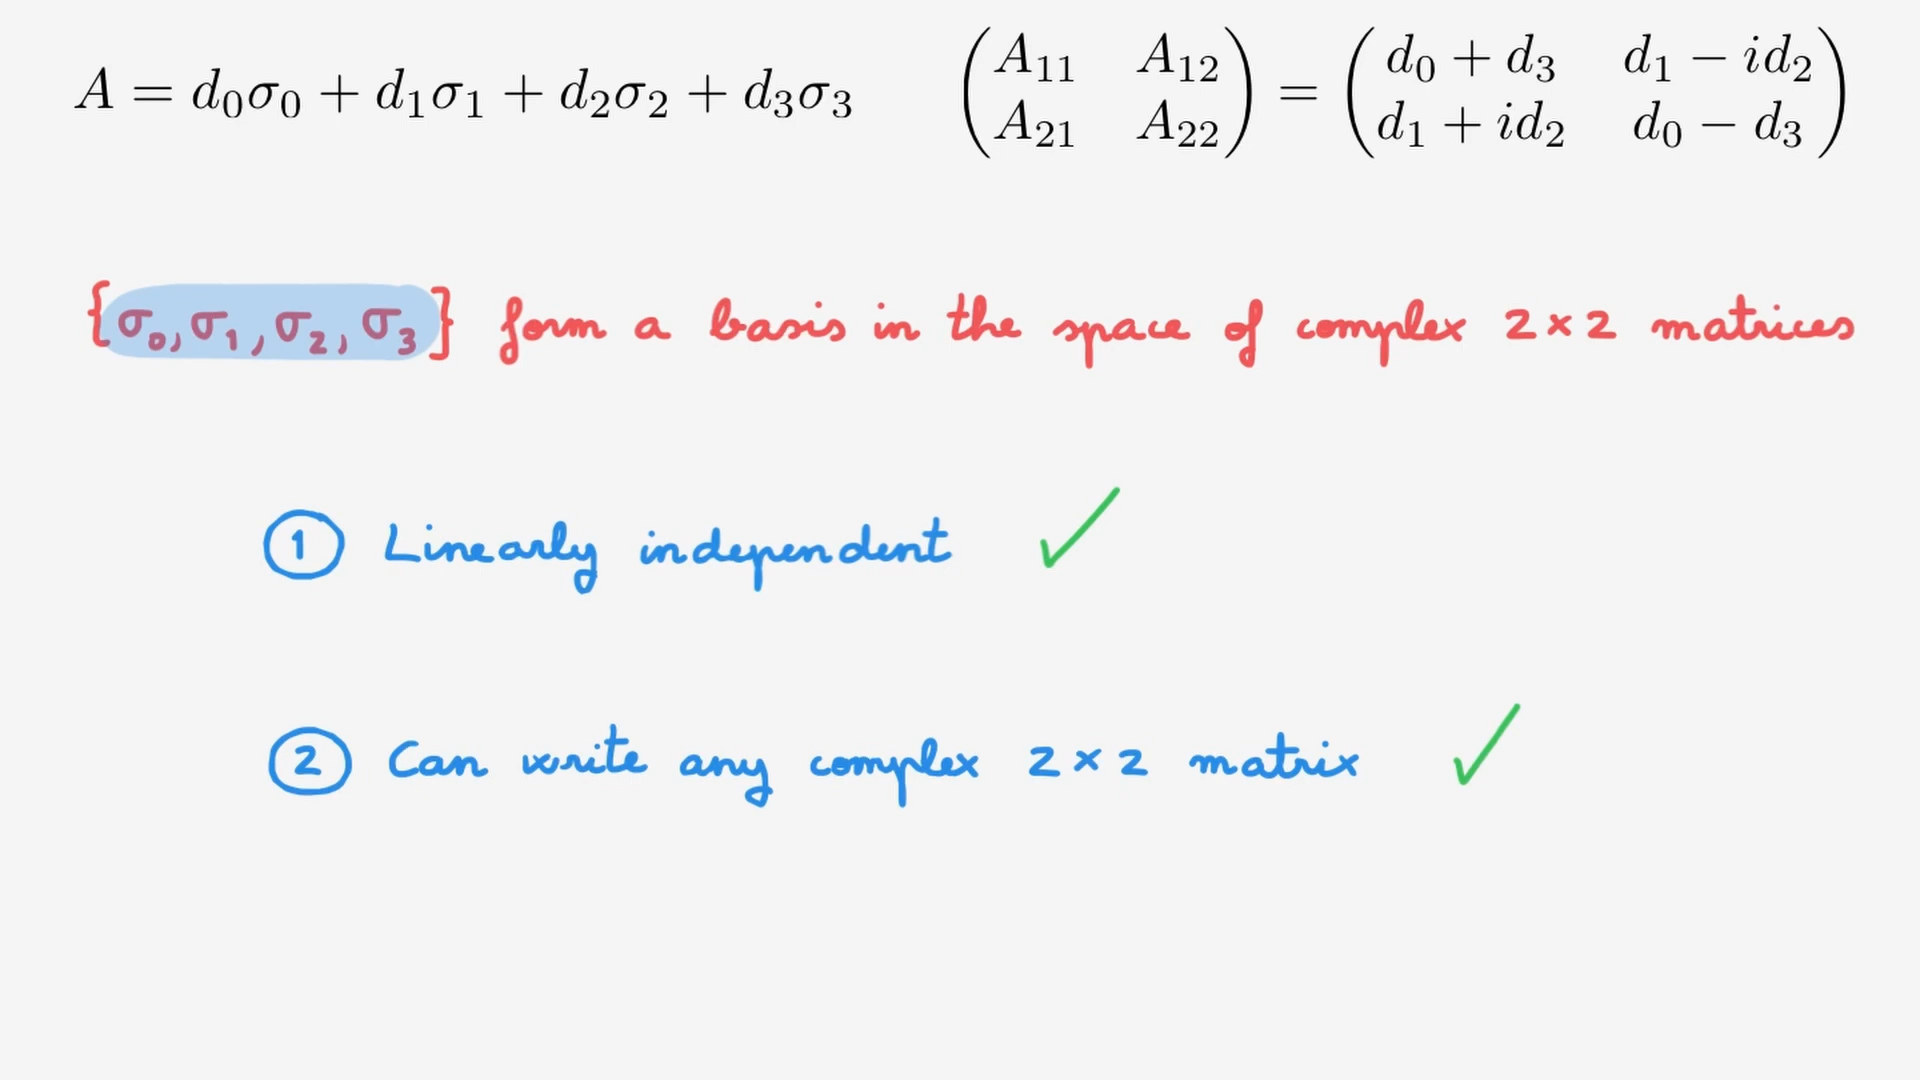 A = d₀σ₀ + d₁σ₁ + d₂σ₂ + d₃σ₃
(A₁₁ A₁₂
A₂₁ A₂₂) = (d₀ + d₃ d₁ − id₂
d₁ + id₂ d₀ − d₃)
{σ₀, σ₁, σ₂, σ₃} form a basis in the space of complex 2×2 matrices
① Linearly independent ✓
② Can write any complex 2×2 matrix ✓